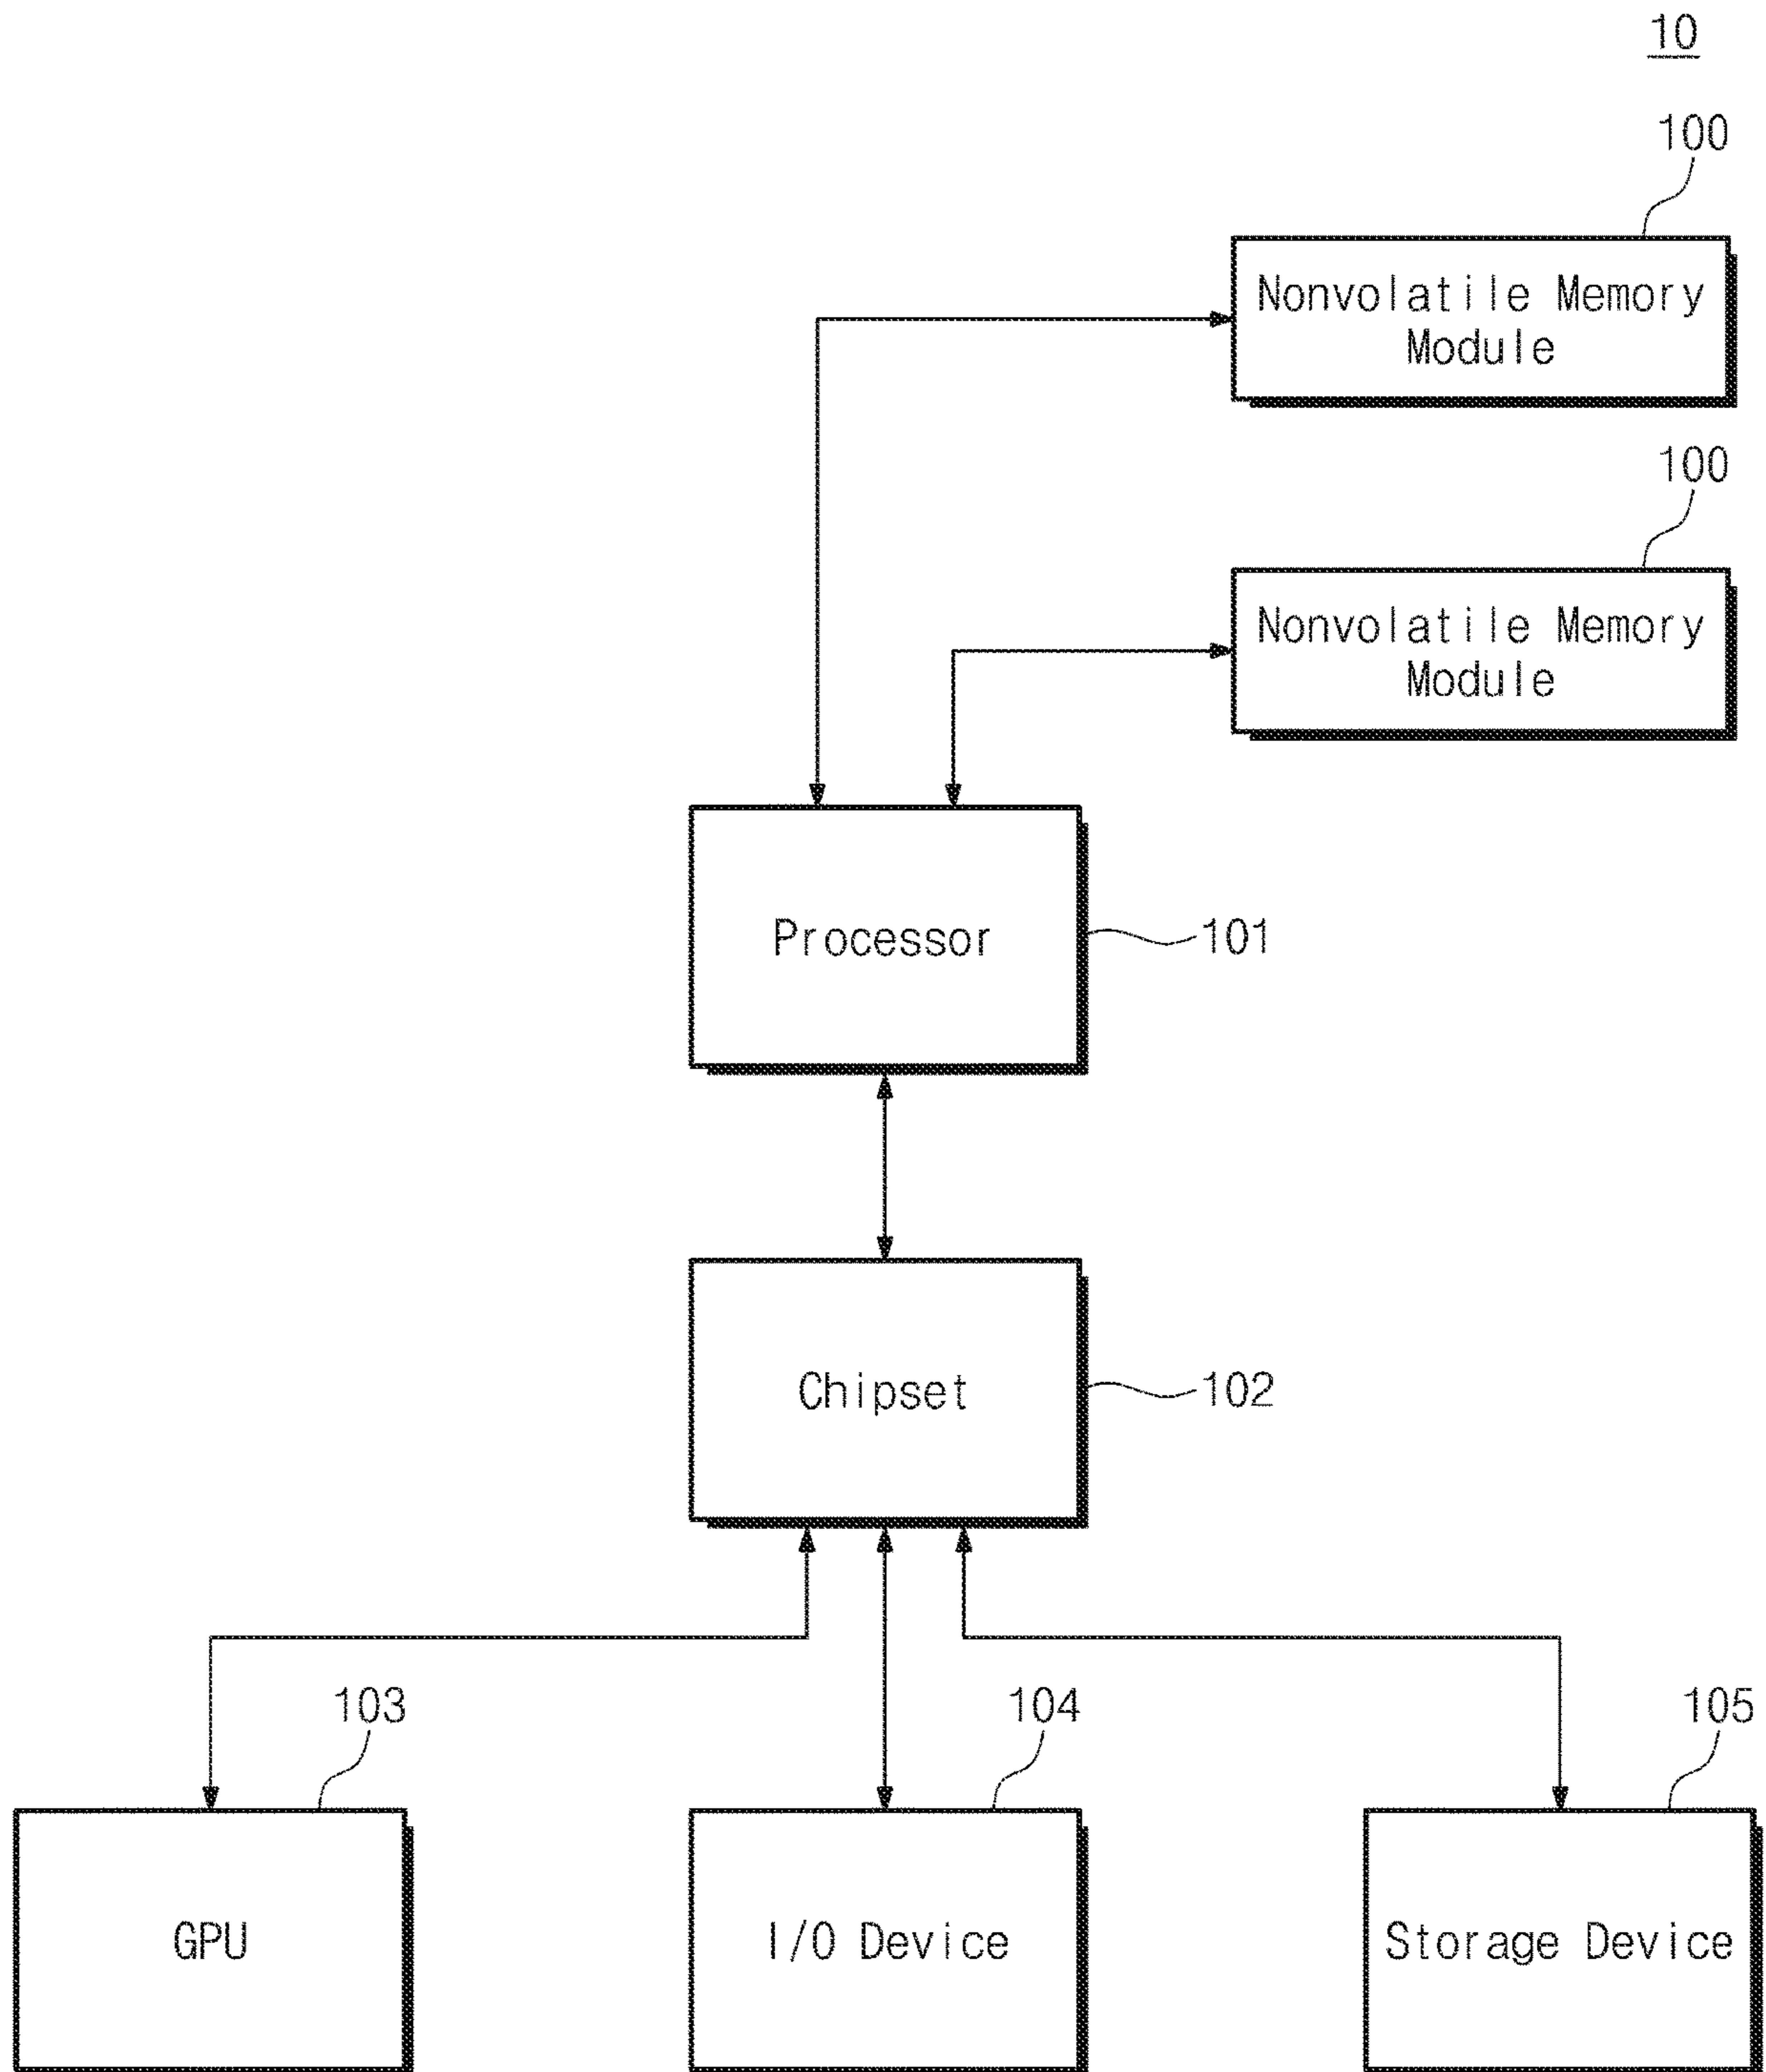 10
100
Nonvolatile Memory
Module
100
Nonvolatile Memory
Module
Processor
101
Chipset
102
103
104
105
GPU
I/O Device
Storage Device